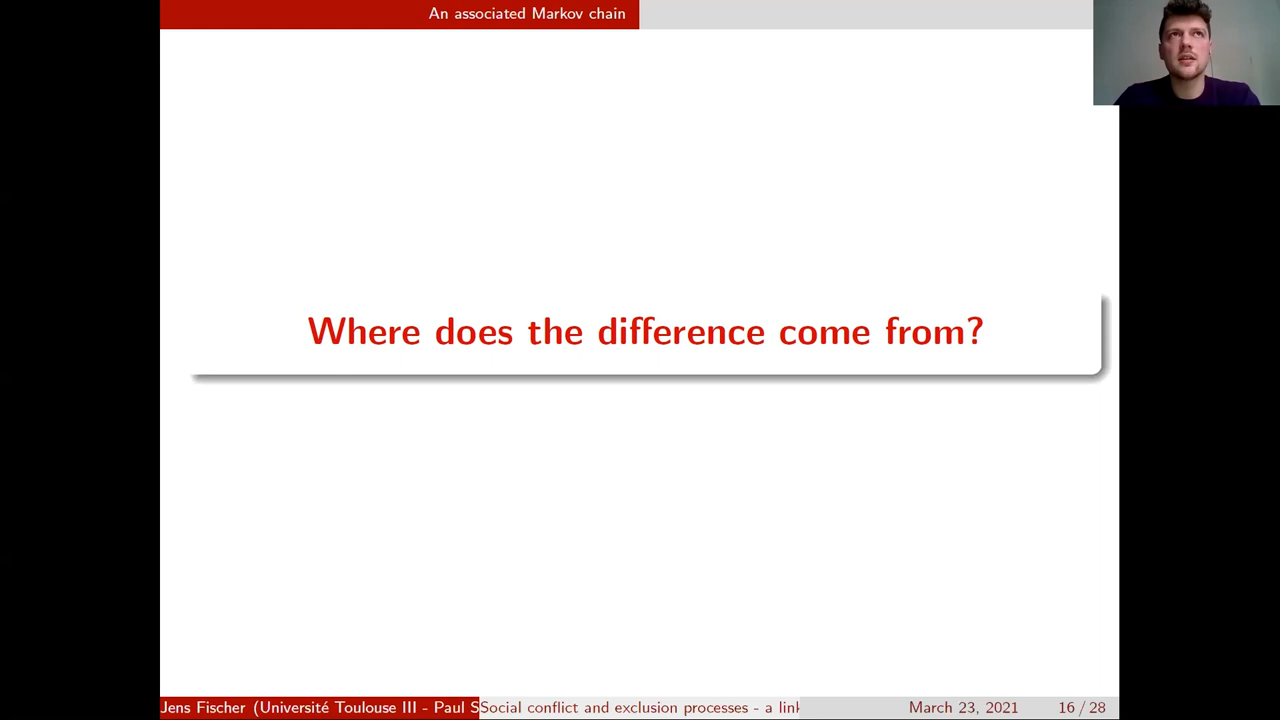 An associated Markov chain
Where does the difference come from?
Jens Fischer (Université Toulouse III - Paul S
Social conflict and exclusion processes - a link
March 23, 2021
16 / 28